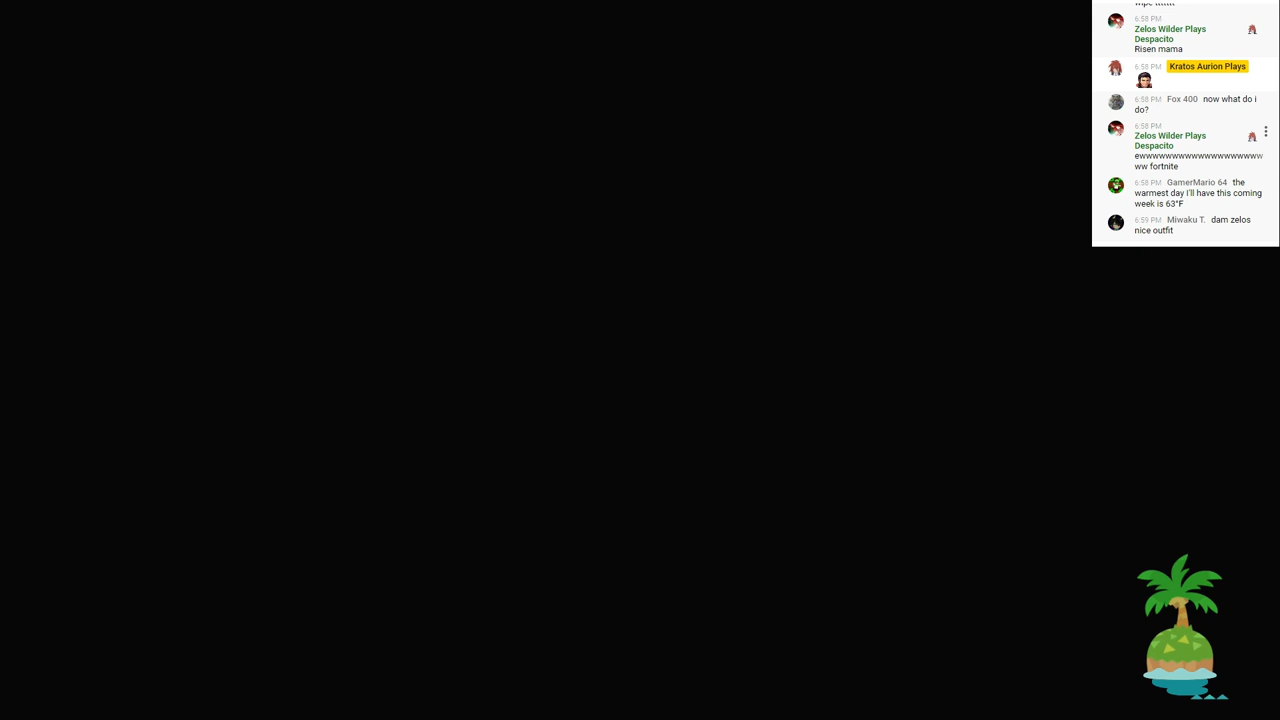 6:58 PM
Zelos Wilder Plays
Despacito
Risen mama
6:58 PM Kratos Aurion Plays
6:58 PM Fox 400 now what do i
do?
6:58 PM
Zelos Wilder Plays
Despacito
ewwwwwwwwwwwwwwwwwww
ww fortnite
6:58 PM GamerMario 64 the
warmest day I'll have this coming
week is 63°F
6:59 PM Miwaku T. dam zelos
nice outfit